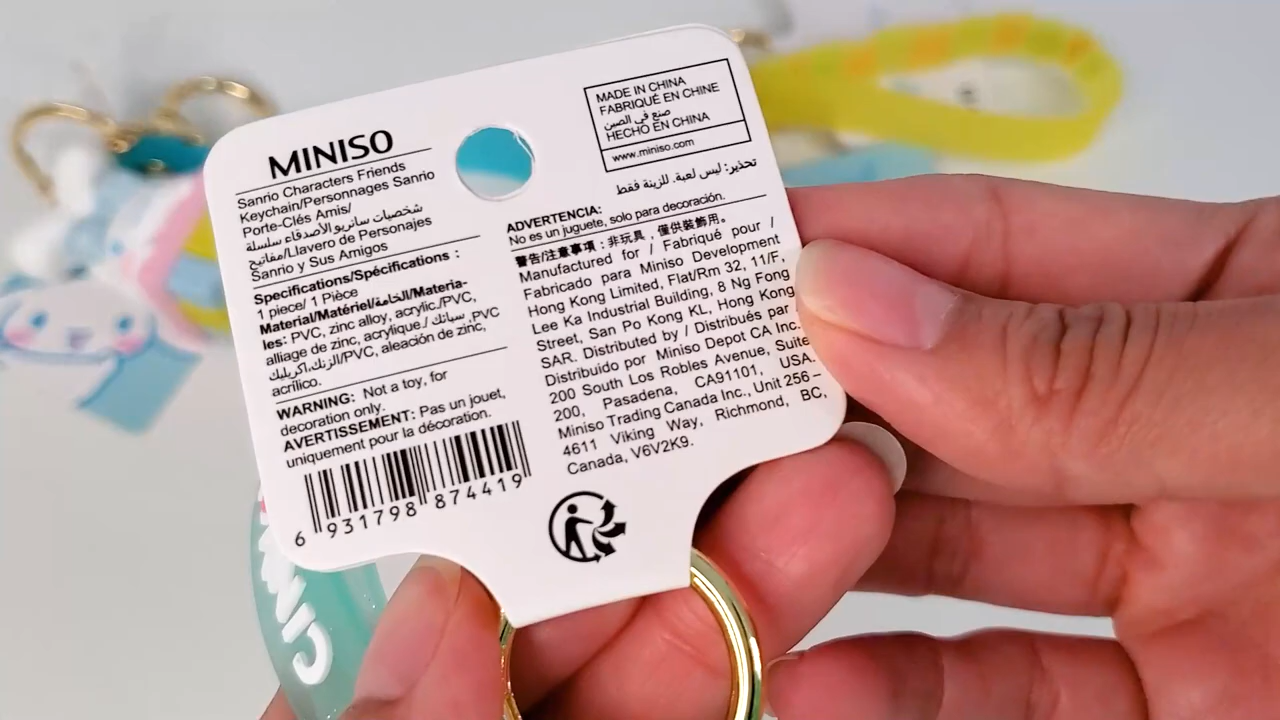 MINISO
Sanrio Characters Friends
Keychain/Personnages Sanrio
Porte-Clés Amis/
شخصيات سانريو الأصدقاء سلسلة
مفاتيح/Llavero de Personajes
Sanrio y Sus Amigos
Specifications/Spécifications :
1 piece/ 1 Pièce
Material/Matériel/الخامة/Materia-
les: PVC, zinc alloy, acrylic./PVC,
alliage de zinc, acrylique./ سبائك ,PVC
الزنك,اكريليك/PVC, aleación de zinc,
acrílico.
WARNING: Not a toy, for
decoration only.
AVERTISSEMENT: Pas un jouet,
uniquement pour la décoration.
6 931798 874419
MADE IN CHINA
FABRIQUÉ EN CHINE
صنع في الصين
HECHO EN CHINA
www.miniso.com
تحذير: ليس لعبة. للزينة فقط
ADVERTENCIA:
No es un juguete, solo para decoración.
警告/注意事項：非玩具，僅供裝飾用。
Manufactured for / Fabriqué pour /
Fabricado para Miniso Development
Hong Kong Limited, Flat/Rm 32, 11/F,
Lee Ka Industrial Building, 8 Ng Fong
Street, San Po Kong KL, Hong Kong
SAR. Distributed by / Distribués par /
Distribuido por Miniso Depot CA Inc.
200 South Los Robles Avenue, Suite
200, Pasadena, CA91101, USA.
Miniso Trading Canada Inc., Unit 256–
4611 Viking Way, Richmond, BC,
Canada, V6V2K9.